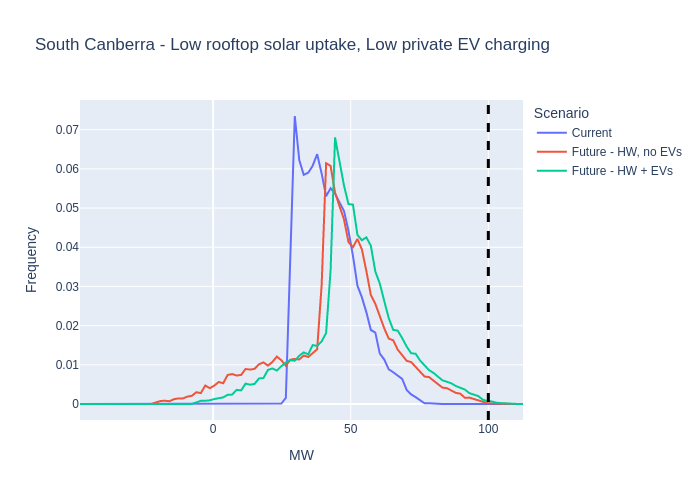 South Canberra - Low rooftop solar uptake, Low private EV charging
Scenario
Current
Future - HW, no EVs
Future - HW + EVs
Frequency
0.07
0.06
0.05
0.04
0.03
0.02
0.01
0
0 50 100
MW